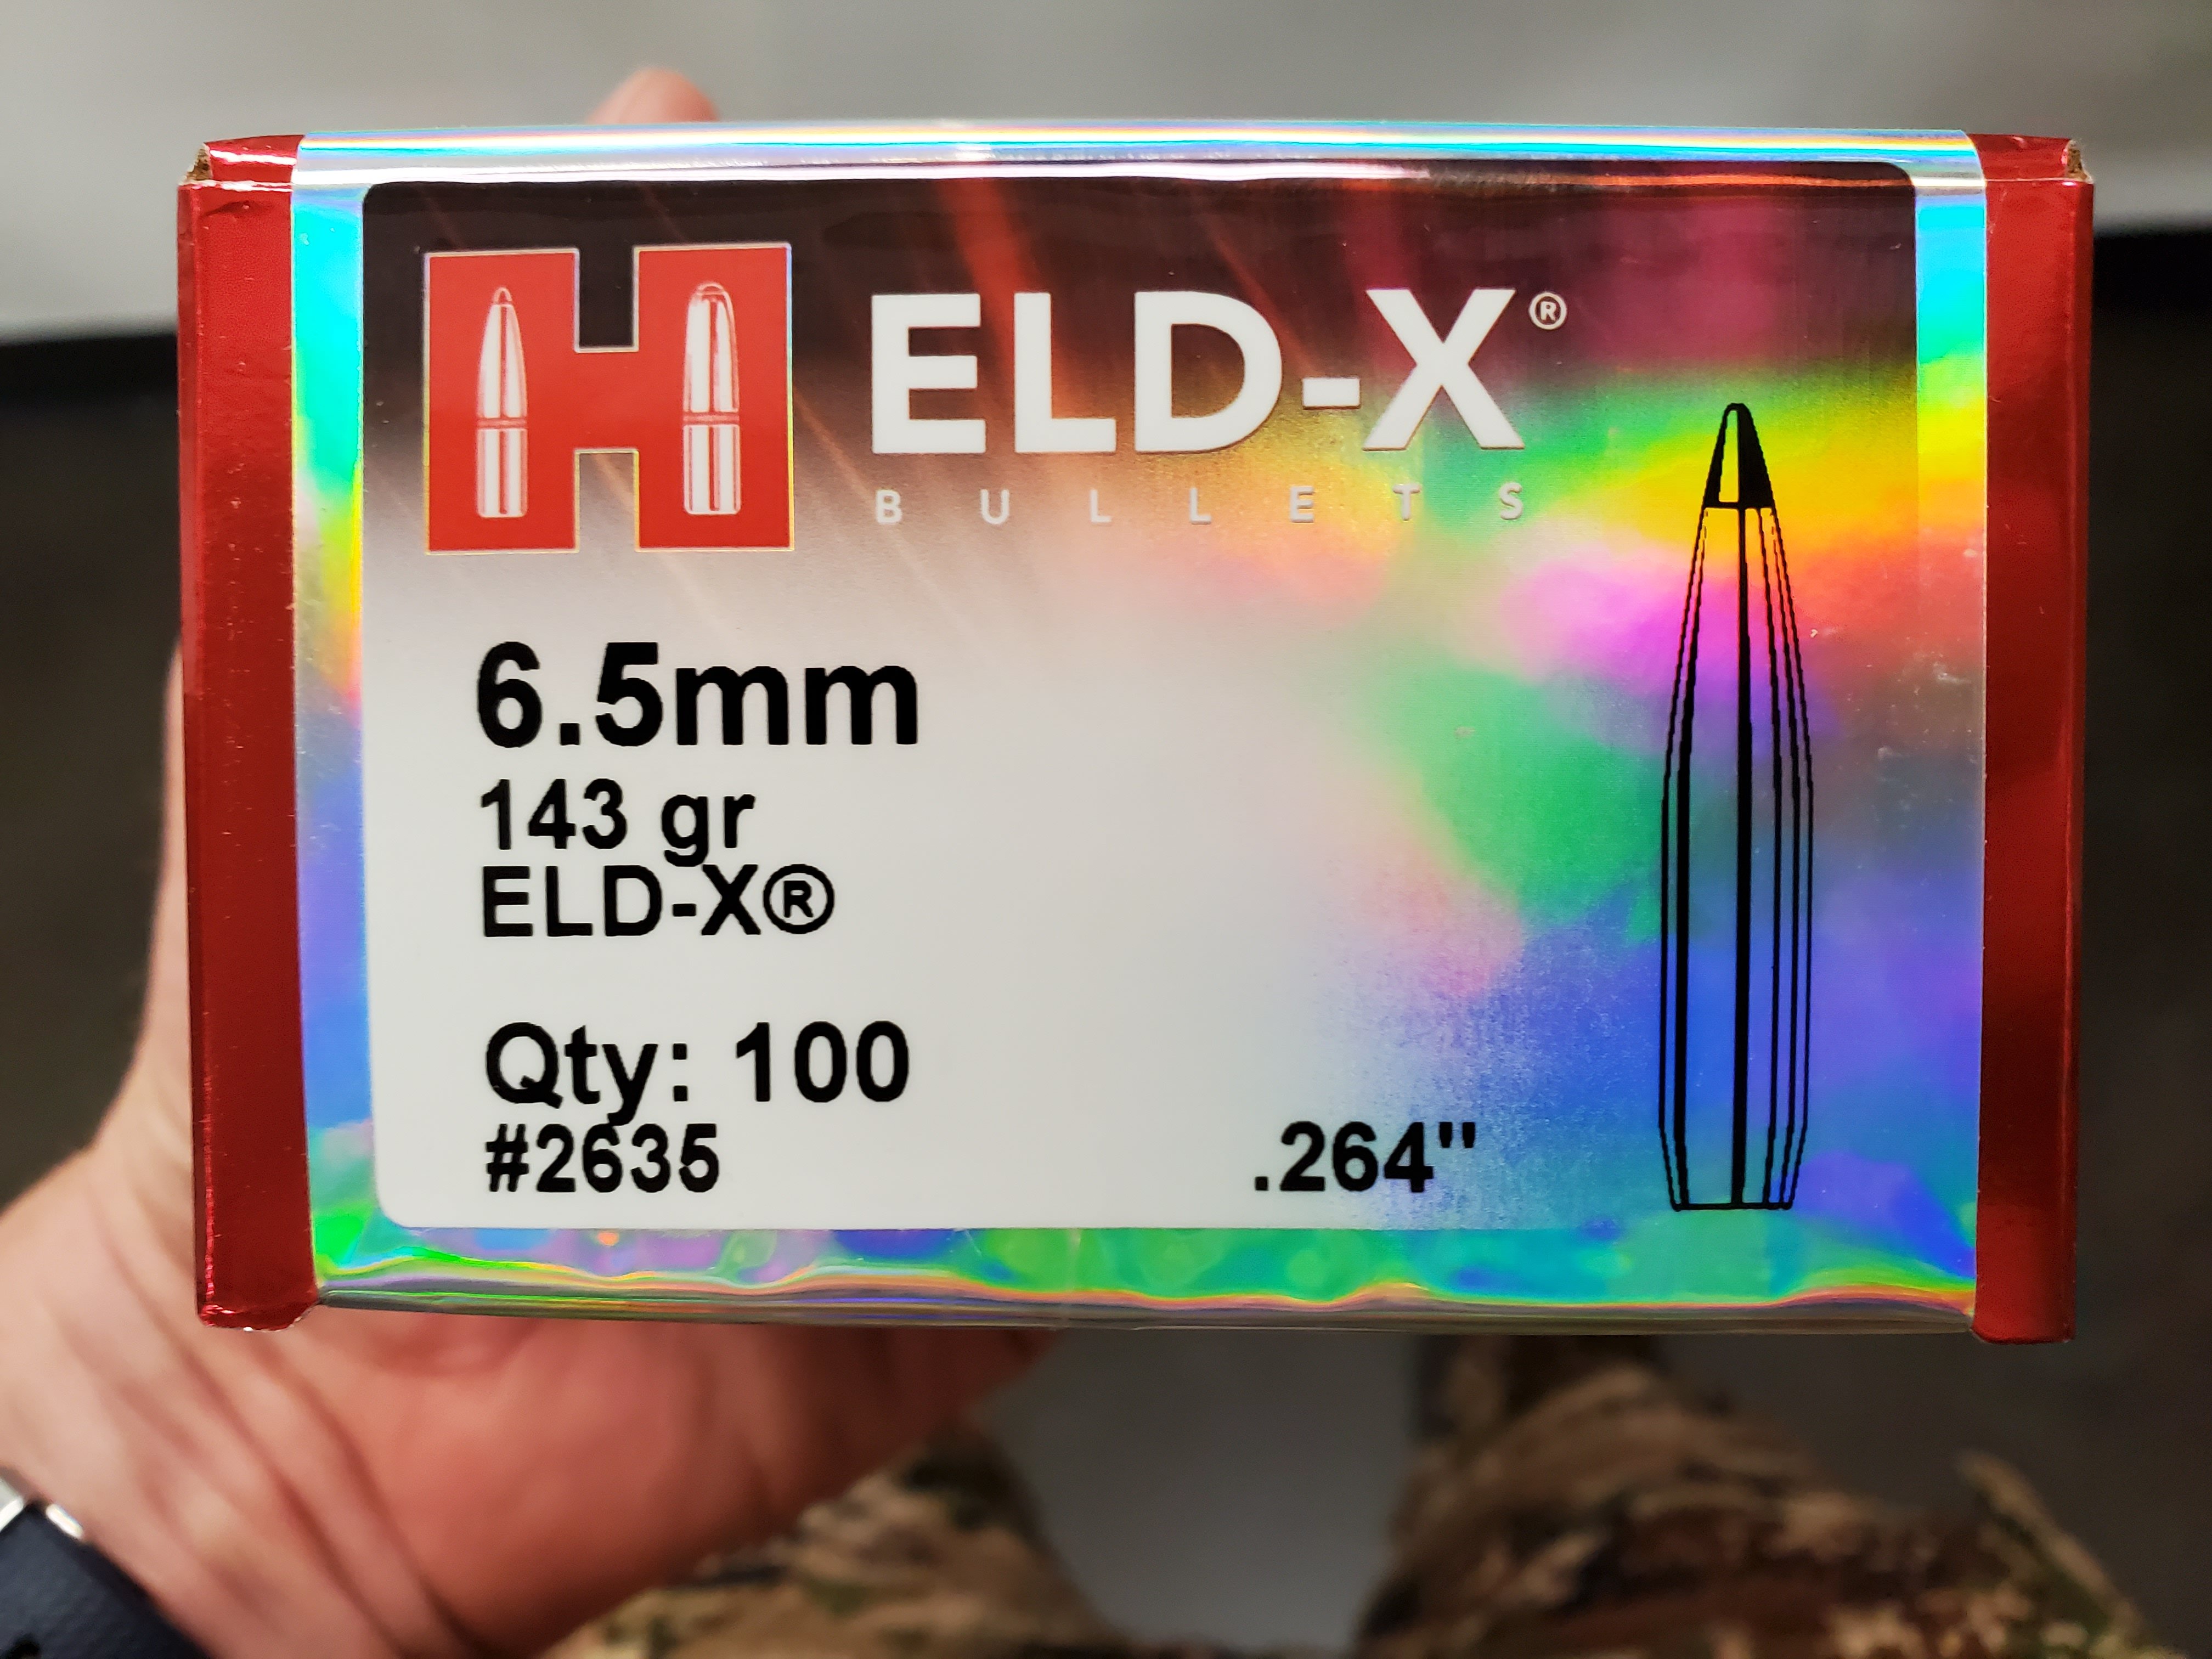 H ELD-X®
BULLETS
6.5mm
143 gr
ELD-X®
Qty: 100
#2635
.264"